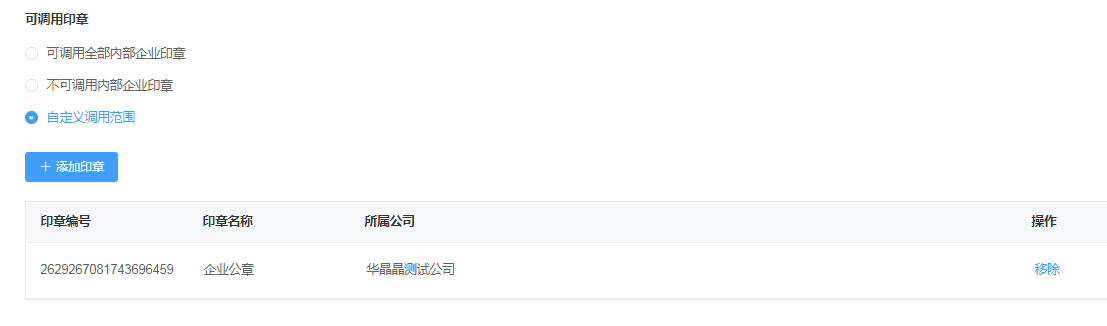 可调用印章
可调用全部内部企业印章
不可调用内部企业印章
自定义调用范围
+ 添加印章
印章编号 印章名称 所属公司 操作
2629267081743696459 企业公章 华晶晶测试公司 移除